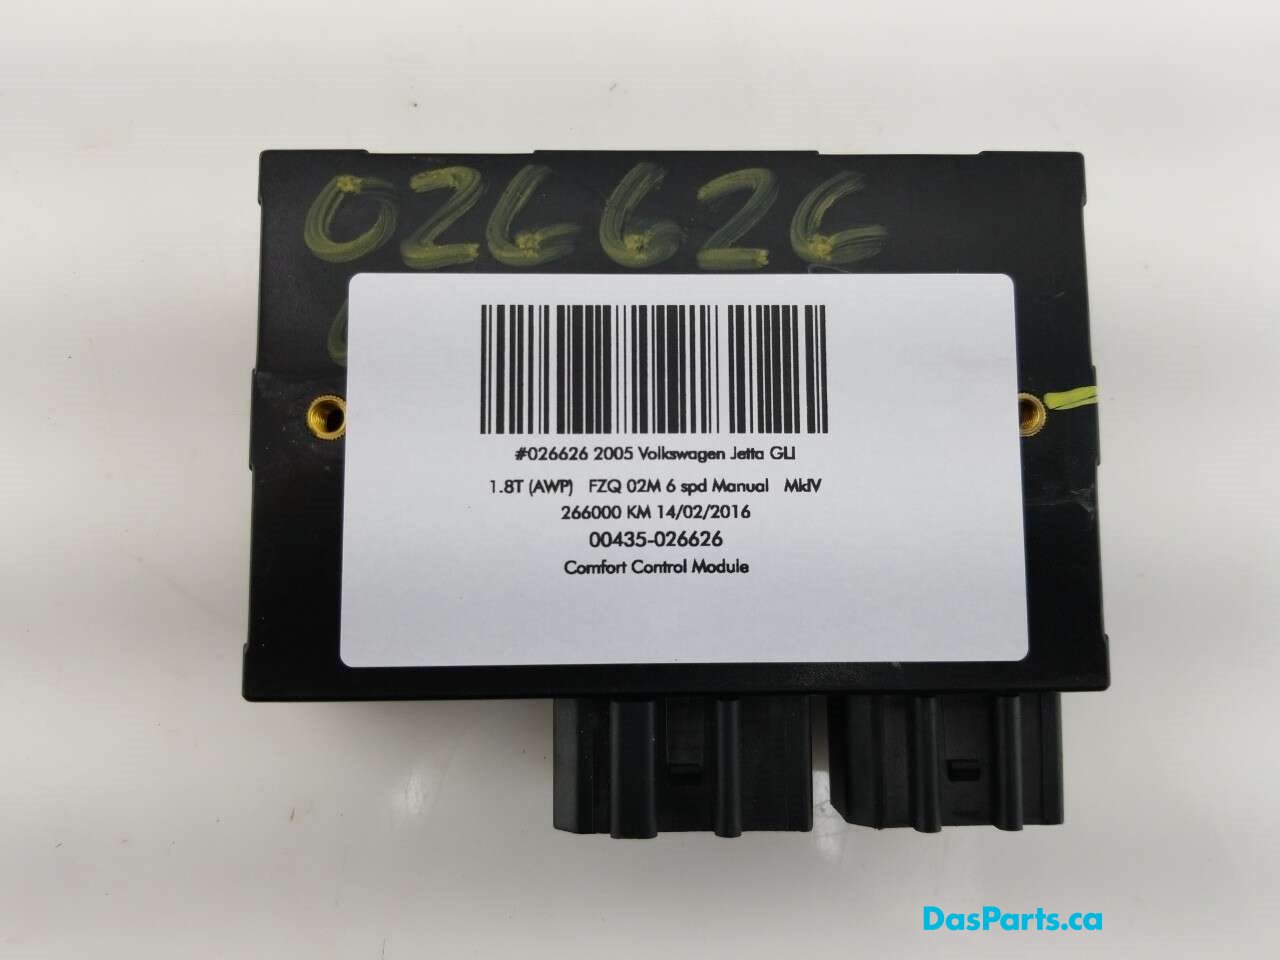 026626
#026626 2005 Volkswagen Jetta GLI
1.8T (AWP) FZQ 02M 6 spd Manual MkIV
266000 KM 14/02/2016
00435-026626
Comfort Control Module
DasParts.ca